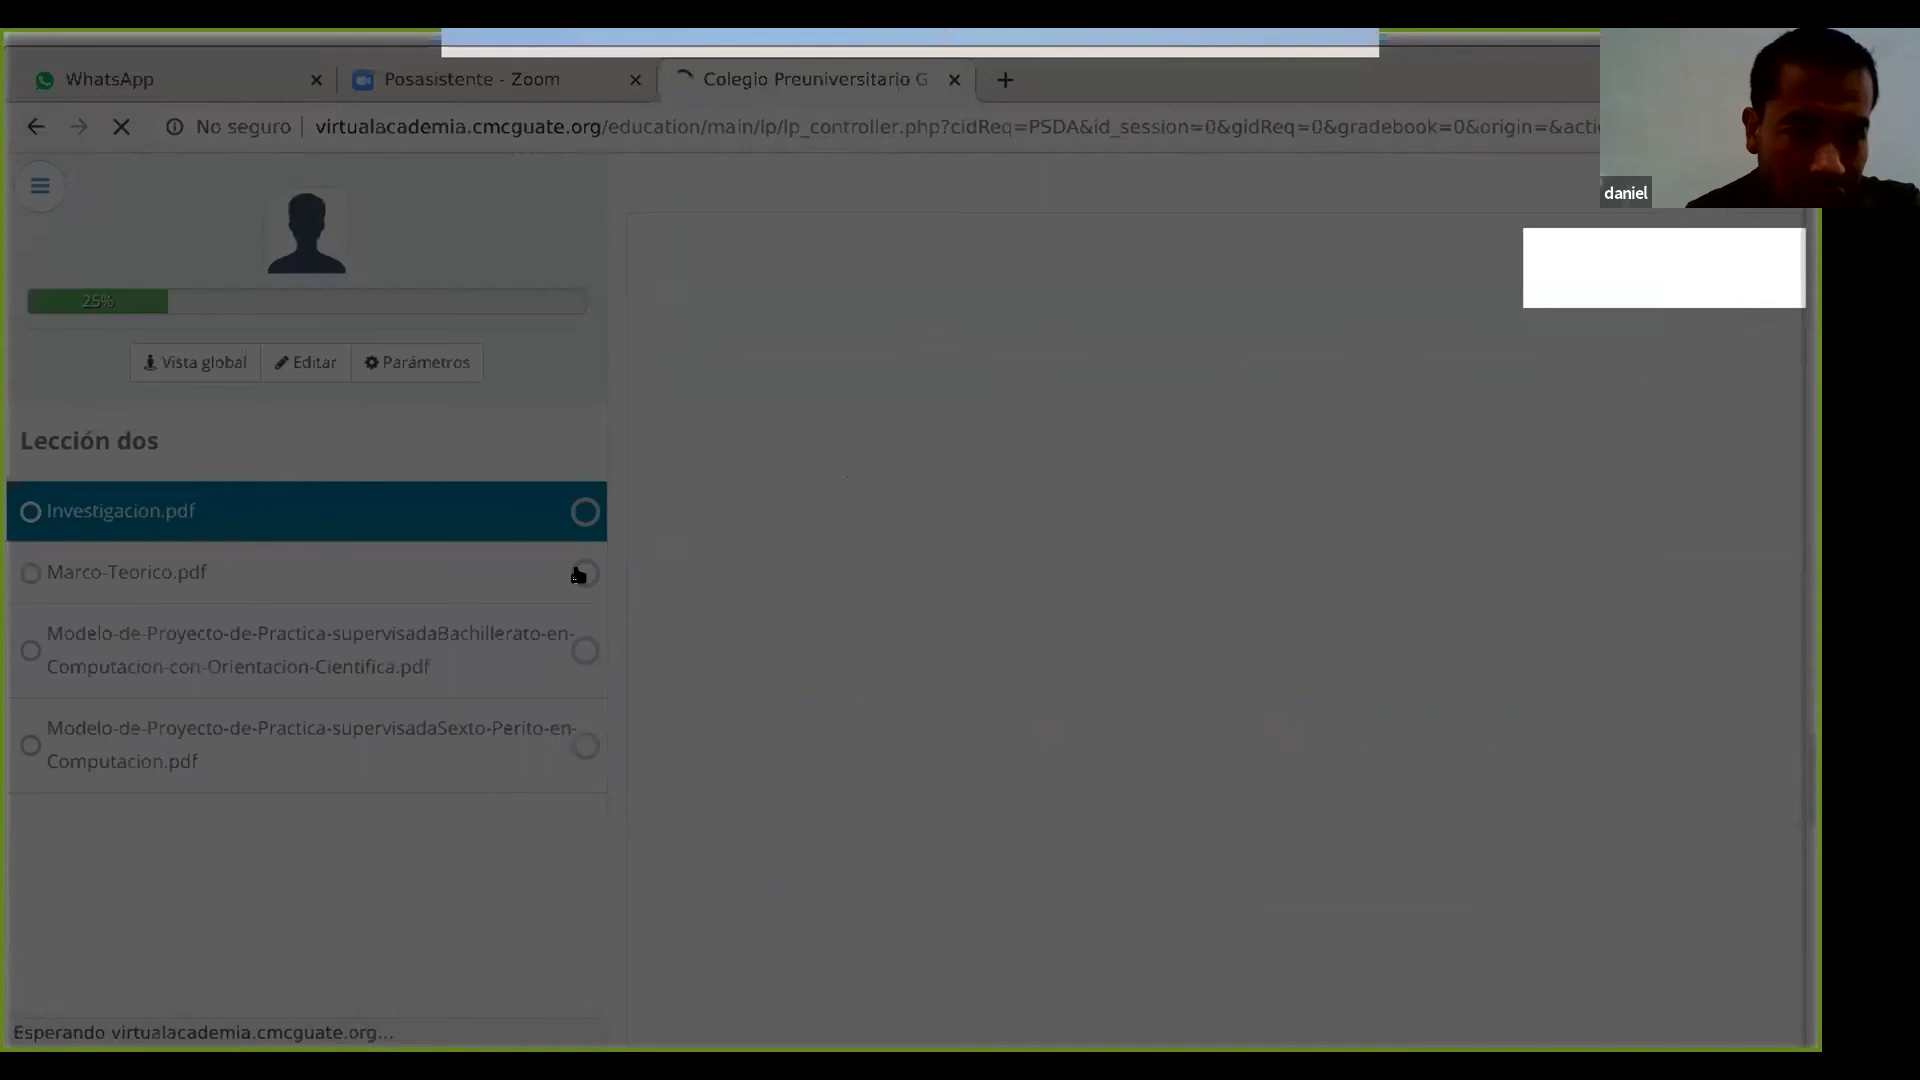 WhatsApp
Posasistente - Zoom
Colegio Preuniversitario G
No seguro
virtualacademia.cmcguate.org/education/main/lp/lp_controller.php?cidReq=PSDA&id_session=0&gidReq=0&gradebook=0&origin=&acti
daniel
25%
Vista global
Editar
Parámetros
Lección dos
Investigacion.pdf
Marco-Teorico.pdf
Modelo-de-Proyecto-de-Practica-supervisadaBachillerato-en-
Computacion-con-Orientacion-Cientifica.pdf
Modelo-de-Proyecto-de-Practica-supervisadaSexto-Perito-en-
Computacion.pdf
Esperando virtualacademia.cmcguate.org...